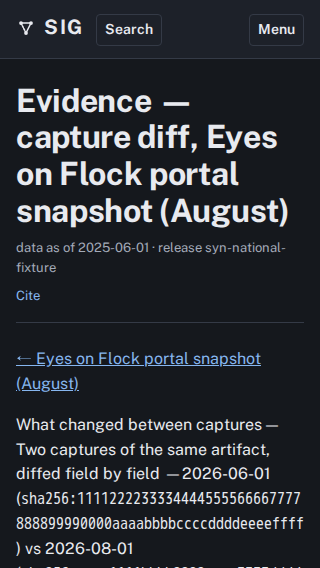 SIG
Search
Menu
Evidence —
capture diff, Eyes
on Flock portal
snapshot (August)
data as of 2025-06-01 · release syn-national-
fixture
Cite
← Eyes on Flock portal snapshot
(August)
What changed between captures —
Two captures of the same artifact,
diffed field by field — 2026-06-01
(sha256:1111222233334444555566667777
888899990000aaaabbbbccccddddeeeeffff
) vs 2026-08-01